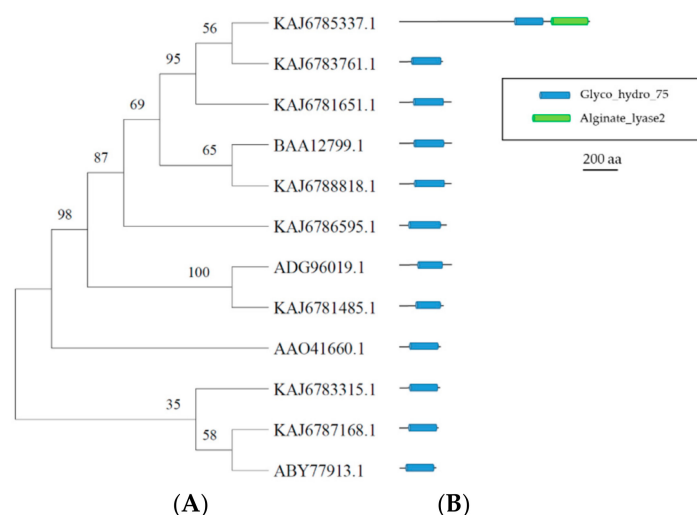 KAJ6785337.1
56
KAJ6783761.1
95
KAJ6781651.1
69
BAA12799.1
65
KAJ6788818.1
87
KAJ6786595.1
98
ADG96019.1
100
KAJ6781485.1
AAO41660.1
KAJ6783315.1
35
KAJ6787168.1
58
ABY77913.1
Glyco_hydro_75
Alginate_lyase2
200 aa
(A) (B)